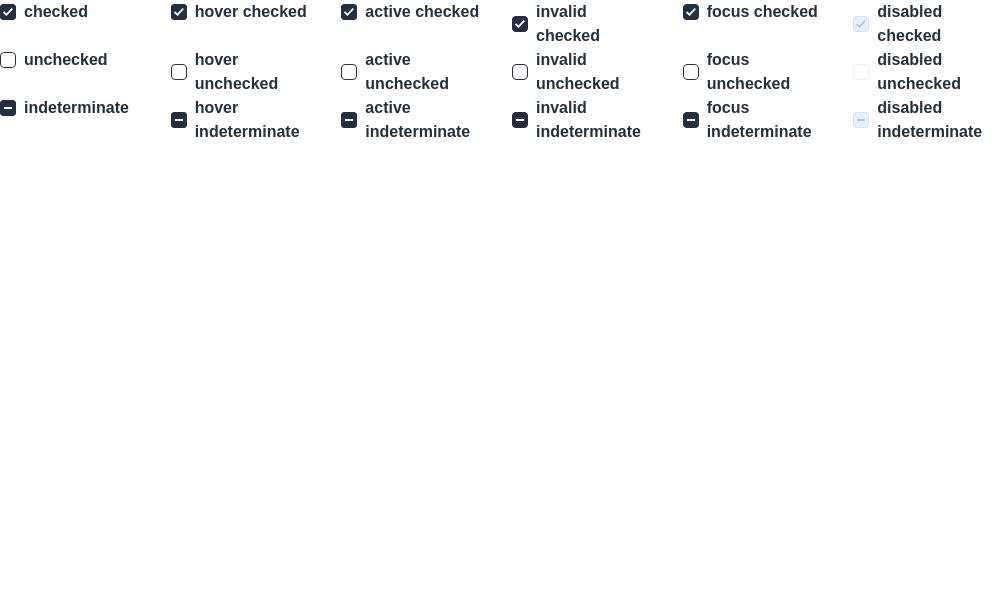 checked
hover checked
active checked
invalid
checked
focus checked
disabled
checked
unchecked
hover
unchecked
active
unchecked
invalid
unchecked
focus
unchecked
disabled
unchecked
indeterminate
hover
indeterminate
active
indeterminate
invalid
indeterminate
focus
indeterminate
disabled
indeterminate